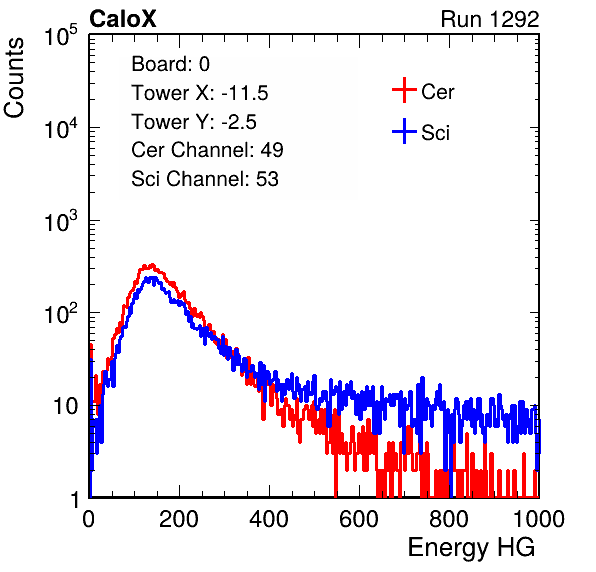 CaloX Run 1292
Counts
Board: 0
Tower X: -11.5
Tower Y: -2.5
Cer Channel: 49
Sci Channel: 53
Cer
Sci
10^5
10^4
10^3
10^2
10
1
0 200 400 600 800 1000
Energy HG